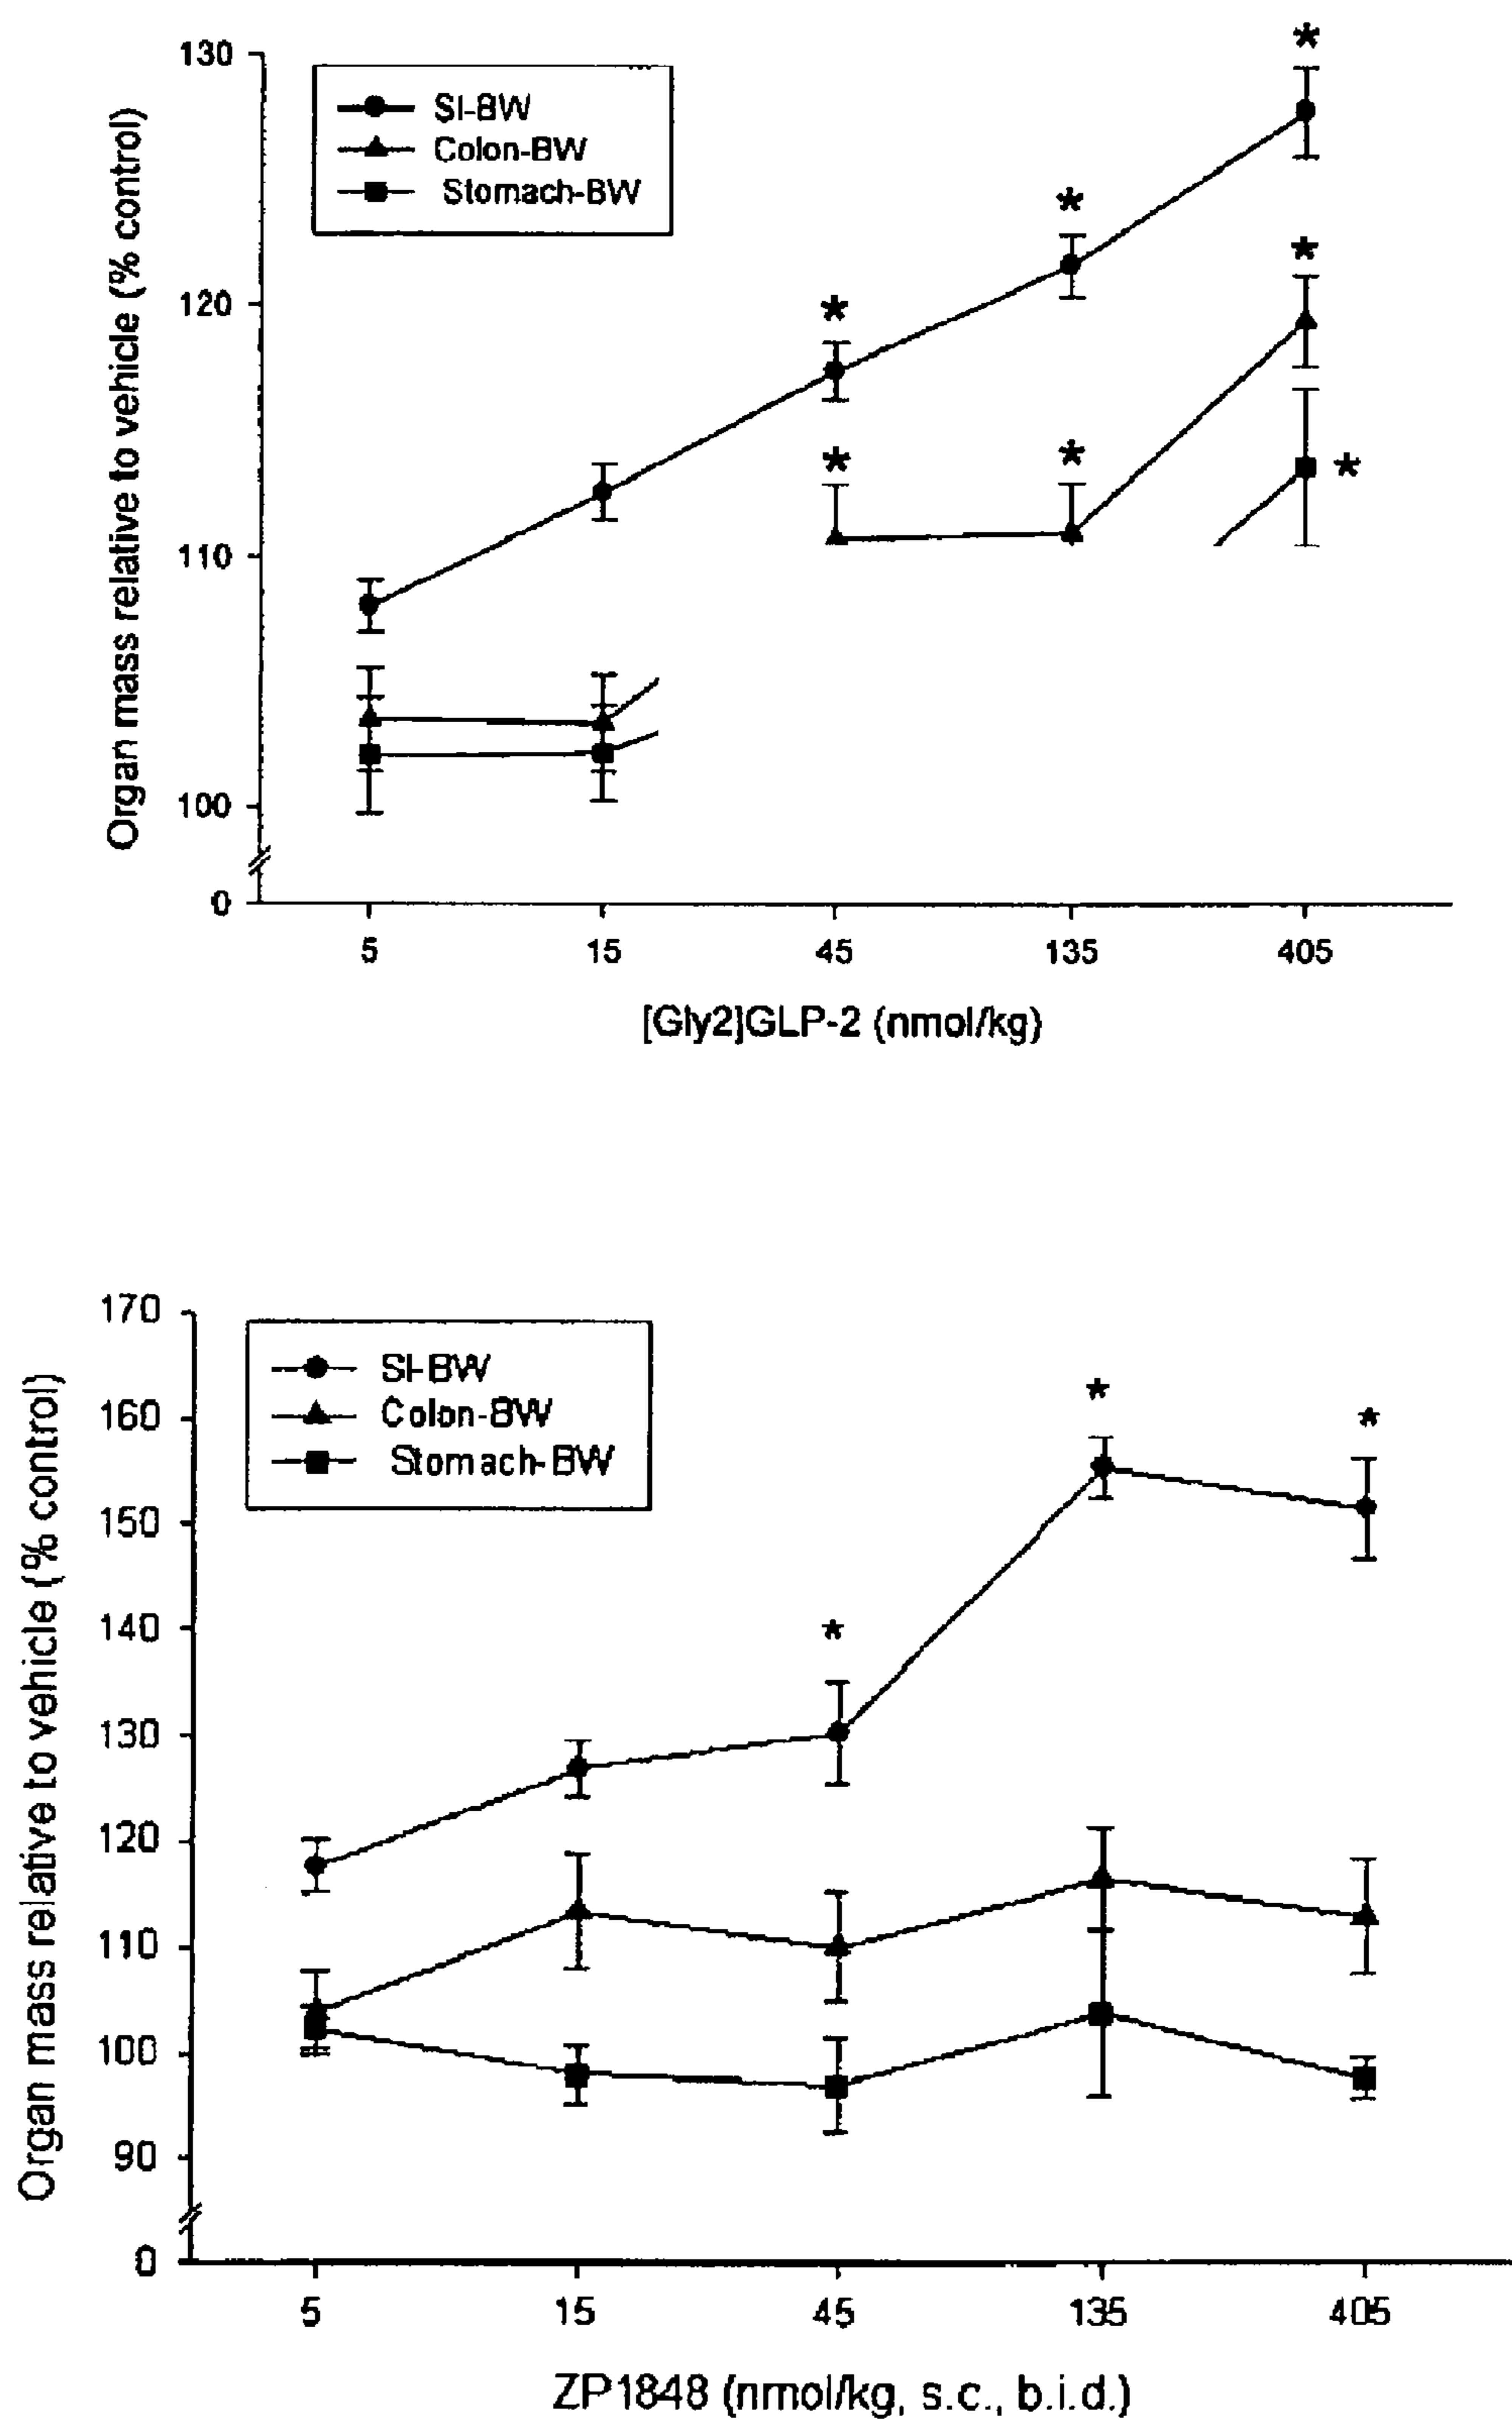 130
120
110
100
0
Organ mass relative to vehicle (% control)
SI-BW
Colon-BW
Stomach-BW
*
*
*
*
*
*
*
*
5 15 45 135 405
[Gly2]GLP-2 (nmol/kg)
170
160
150
140
130
120
110
100
90
0
Organ mass relative to vehicle (% control)
SI-BW
Colon-BW
Stomach-BW
*
*
*
5 15 45 135 405
ZP1848 (nmol/kg, s.c., b.i.d.)